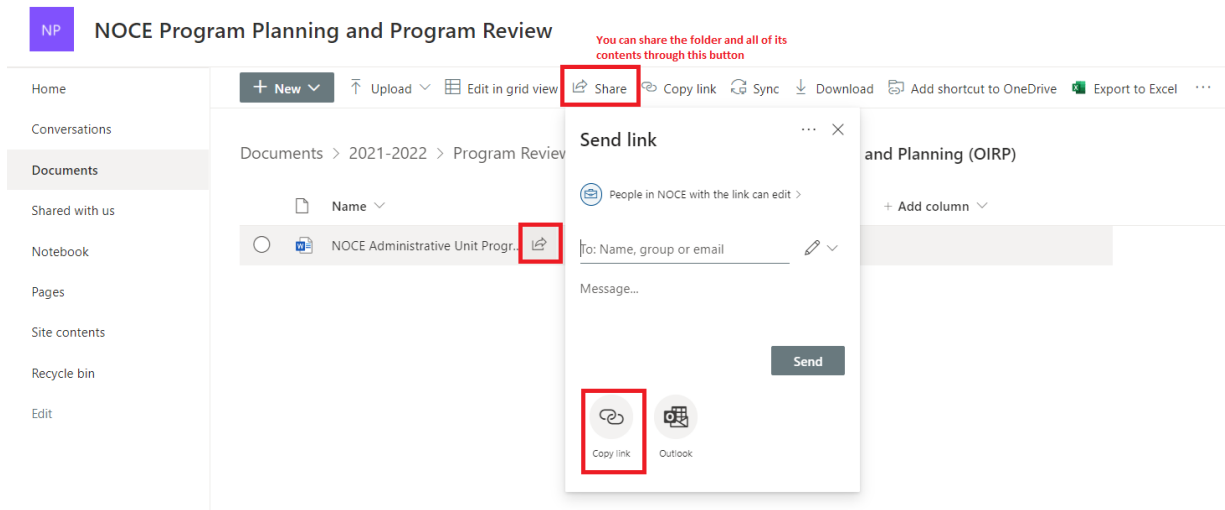 NP
NOCE Program Planning and Program Review
You can share the folder and all of its
contents through this button
Home
Conversations
Documents
Shared with us
Notebook
Pages
Site contents
Recycle bin
Edit
+ New Upload Edit in grid view Share Copy link Sync Download Add shortcut to OneDrive Export to Excel ...
Documents > 2021-2022 > Program Review and Planning (OIRP)
Name + Add column
NOCE Administrative Unit Progr...
Send link
...
People in NOCE with the link can edit >
To: Name, group or email
Message...
Send
Copy link Outlook